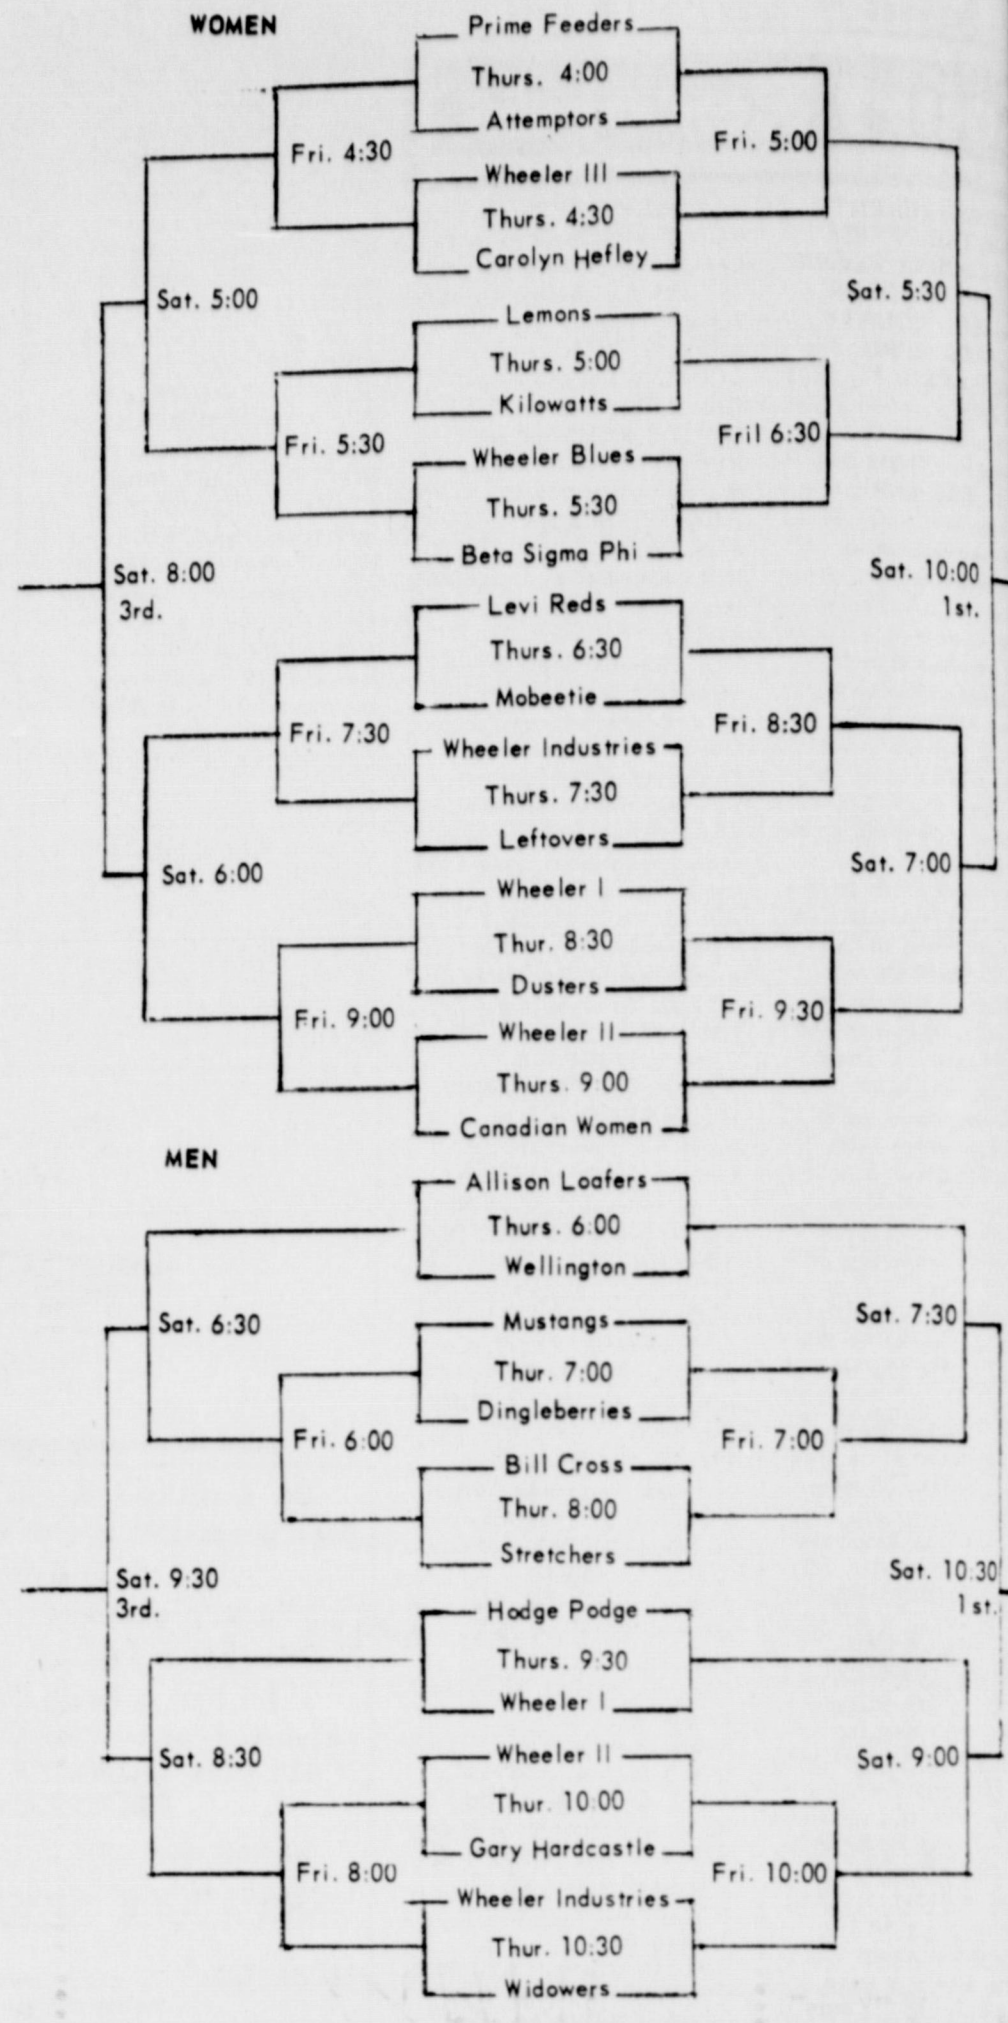 WOMEN
Prime Feeders
Thurs. 4:00
Attemptors
Fri. 4:30
Fri. 5:00
Wheeler III
Thurs. 4:30
Carolyn Hefley
Sat. 5:00
Sat. 5:30
Lemons
Thurs. 5:00
Kilowatts
Fri. 5:30
Fril 6:30
Wheeler Blues
Thurs. 5:30
Beta Sigma Phi
Sat. 8:00
3rd.
Sat. 10:00
1st.
Levi Reds
Thurs. 6:30
Mobeetie
Fri. 7:30
Fri. 8:30
Wheeler Industries
Thurs. 7:30
Leftovers
Sat. 6:00
Sat. 7:00
Wheeler I
Thur. 8:30
Dusters
Fri. 9:00
Fri. 9:30
Wheeler II
Thurs. 9:00
Canadian Women
MEN
Allison Loafers
Thurs. 6:00
Wellington
Sat. 6:30
Sat. 7:30
Mustangs
Thur. 7:00
Dingleberries
Fri. 6:00
Fri. 7:00
Bill Cross
Thur. 8:00
Stretchers
Sat. 9:30
3rd.
Sat. 10:30
1st.
Hodge Podge
Thurs. 9:30
Wheeler I
Sat. 8:30
Sat. 9:00
Wheeler II
Thur. 10:00
Gary Hardcastle
Fri. 8:00
Fri. 10:00
Wheeler Industries
Thur. 10:30
Widowers